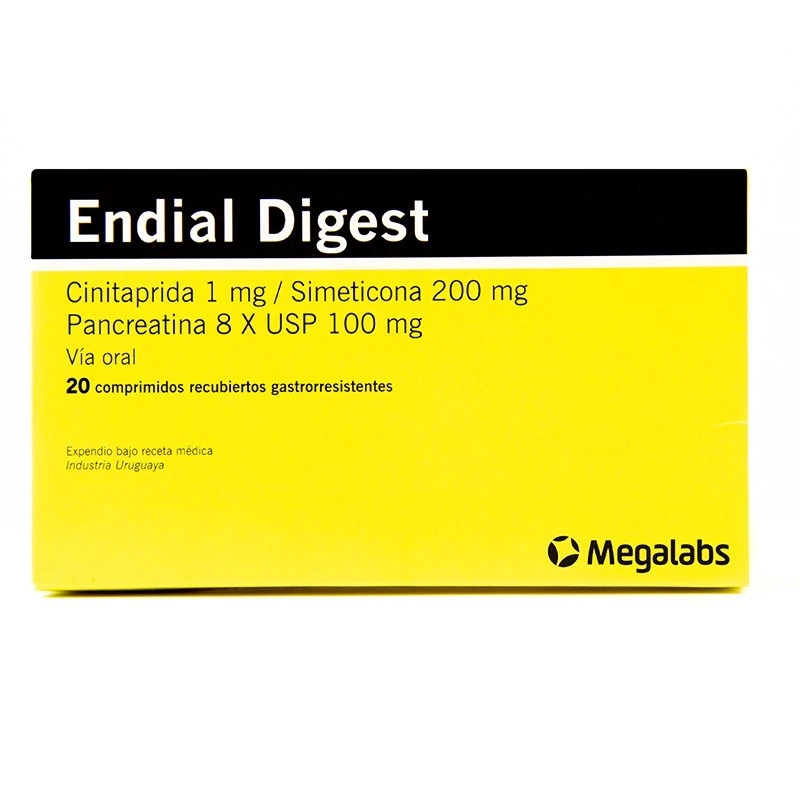 Endial Digest
Cinitaprida 1 mg / Simeticona 200 mg
Pancreatina 8 X USP 100 mg
Vía oral
20 comprimidos recubiertos gastrorresistentes
Expendio bajo receta médica
Industria Uruguaya
Megalabs